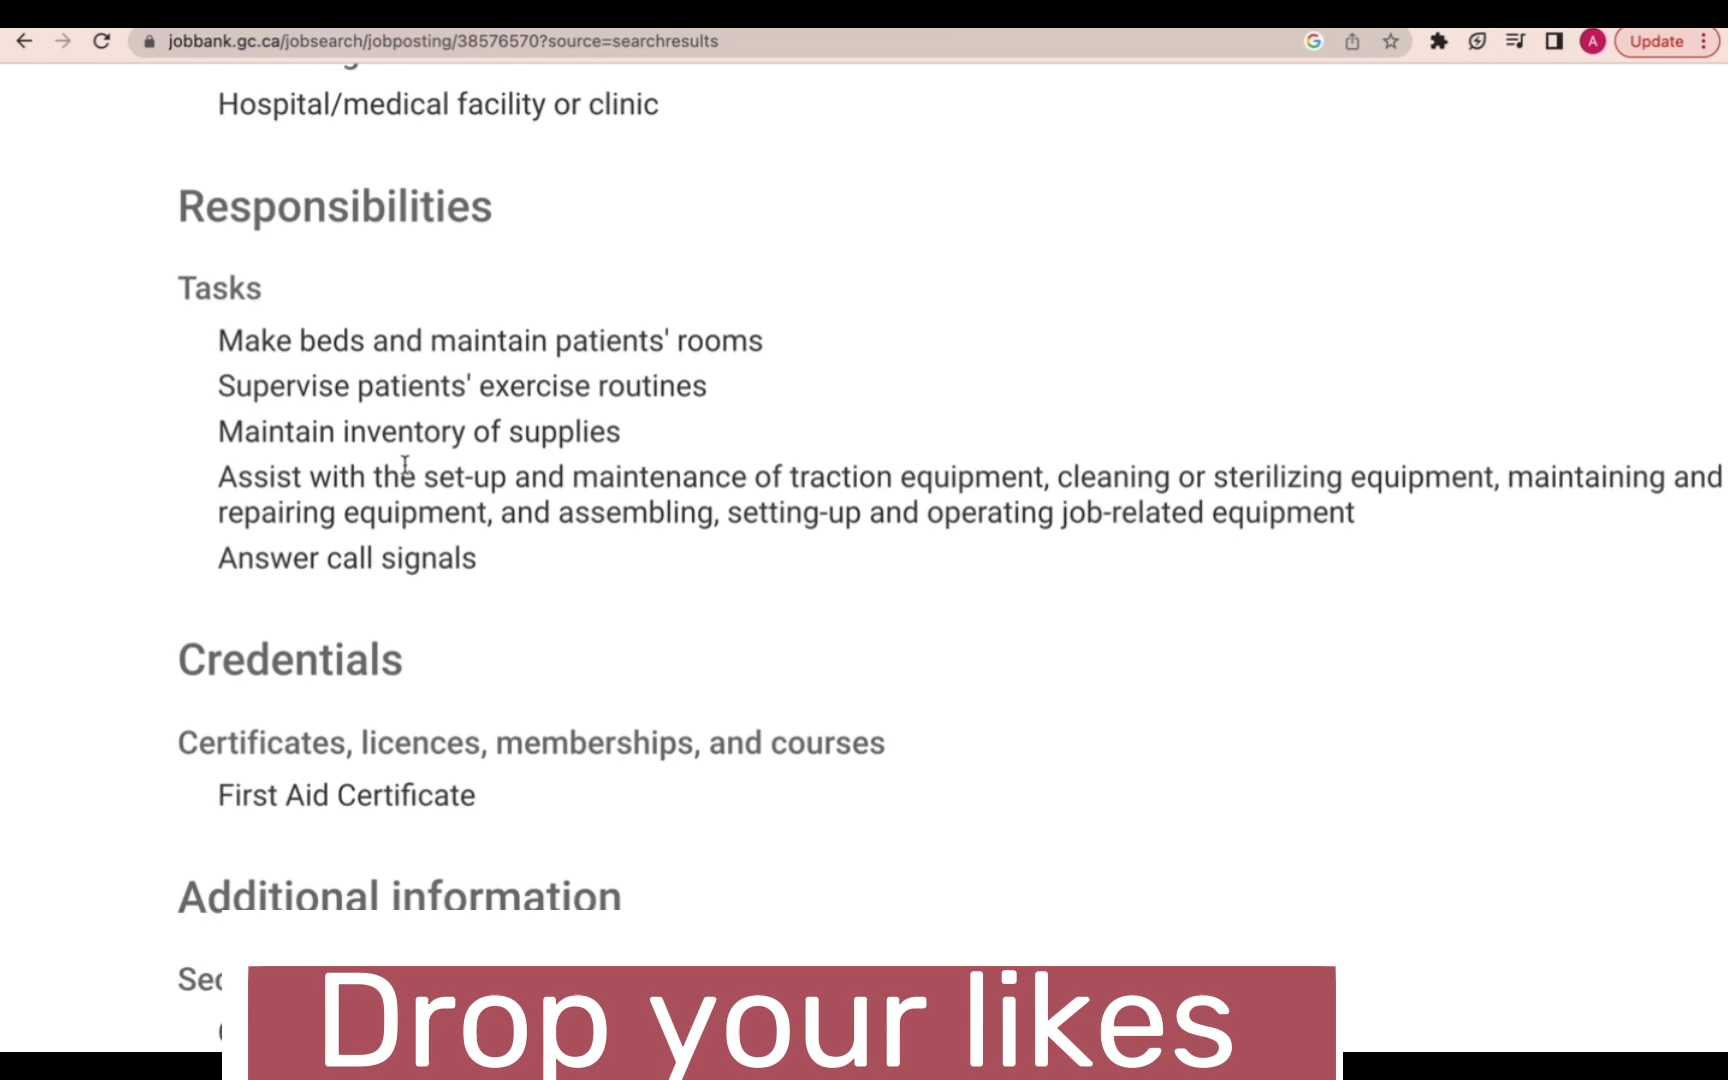 jobbank.gc.ca/jobsearch/jobposting/38576570?source=searchresults
A
Update
Hospital/medical facility or clinic
Responsibilities
Tasks
Make beds and maintain patients' rooms
Supervise patients' exercise routines
Maintain inventory of supplies
Assist with the set-up and maintenance of traction equipment, cleaning or sterilizing equipment, maintaining and
repairing equipment, and assembling, setting-up and operating job-related equipment
Answer call signals
Credentials
Certificates, licences, memberships, and courses
First Aid Certificate
Additional information
Drop your likes